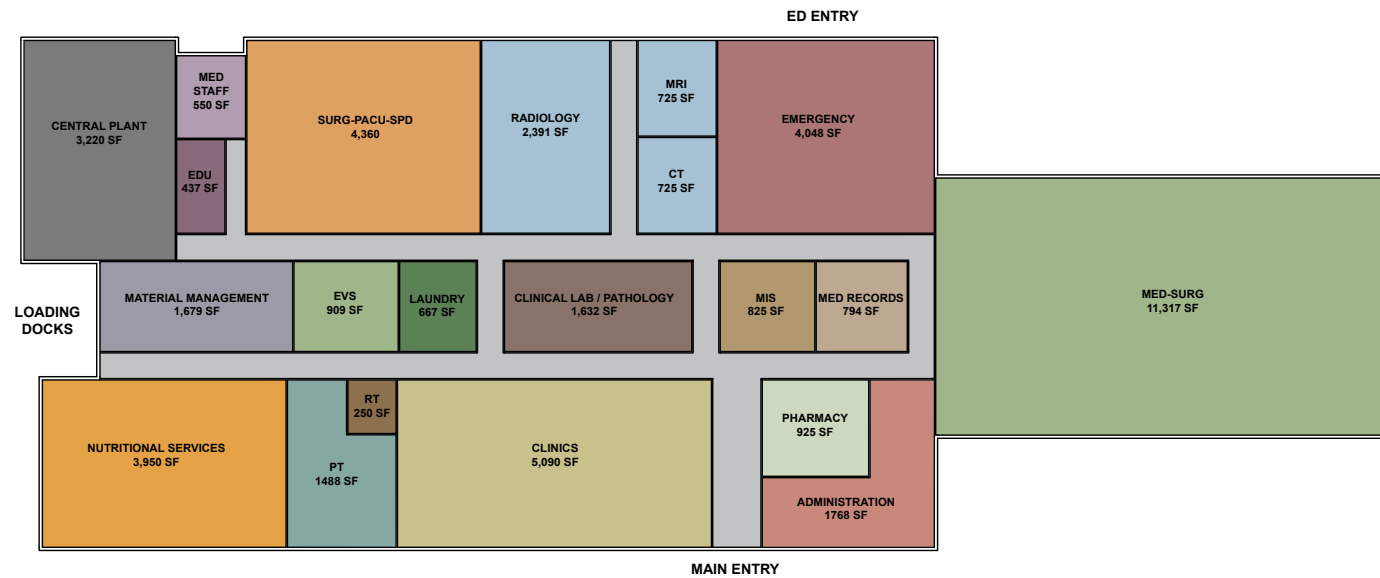 ED ENTRY
MED
STAFF
550 SF
CENTRAL PLANT
3,220 SF
SURG-PACU-SPD
4,360
RADIOLOGY
2,391 SF
MRI
725 SF
EMERGENCY
4,048 SF
EDU
437 SF
CT
725 SF
LOADING
DOCKS
MATERIAL MANAGEMENT
1,679 SF
EVS
909 SF
LAUNDRY
667 SF
CLINICAL LAB / PATHOLOGY
1,632 SF
MIS
825 SF
MED RECORDS
794 SF
MED-SURG
11,317 SF
NUTRITIONAL SERVICES
3,950 SF
RT
250 SF
PT
1488 SF
CLINICS
5,090 SF
PHARMACY
925 SF
ADMINISTRATION
1768 SF
MAIN ENTRY